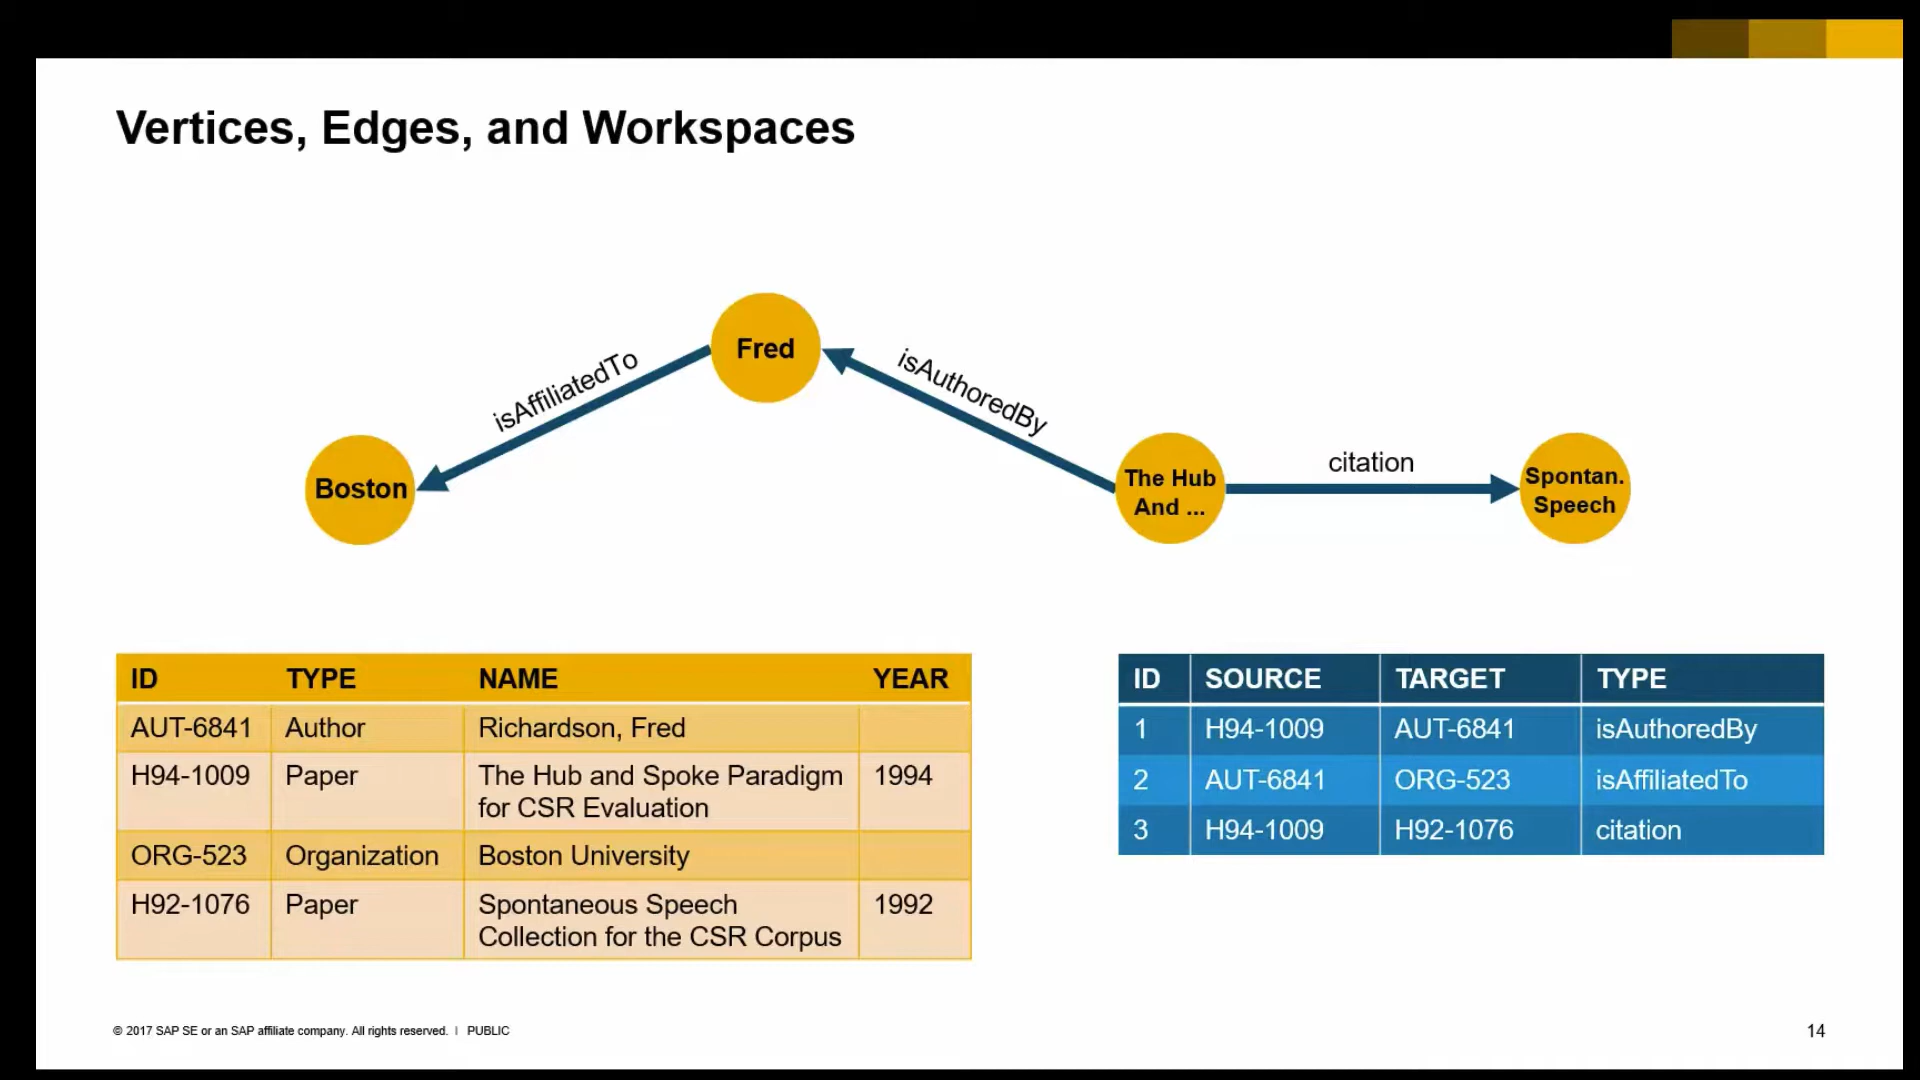 Vertices, Edges, and Workspaces
Fred
isAffiliatedTo
isAuthoredBy
Boston
The Hub
And ...
citation
Spontan.
Speech
ID TYPE NAME YEAR
AUT-6841 Author Richardson, Fred
H94-1009 Paper The Hub and Spoke Paradigm 1994
for CSR Evaluation
ORG-523 Organization Boston University
H92-1076 Paper Spontaneous Speech 1992
Collection for the CSR Corpus
ID SOURCE TARGET TYPE
1 H94-1009 AUT-6841 isAuthoredBy
2 AUT-6841 ORG-523 isAffiliatedTo
3 H94-1009 H92-1076 citation
© 2017 SAP SE or an SAP affiliate company. All rights reserved. | PUBLIC
14